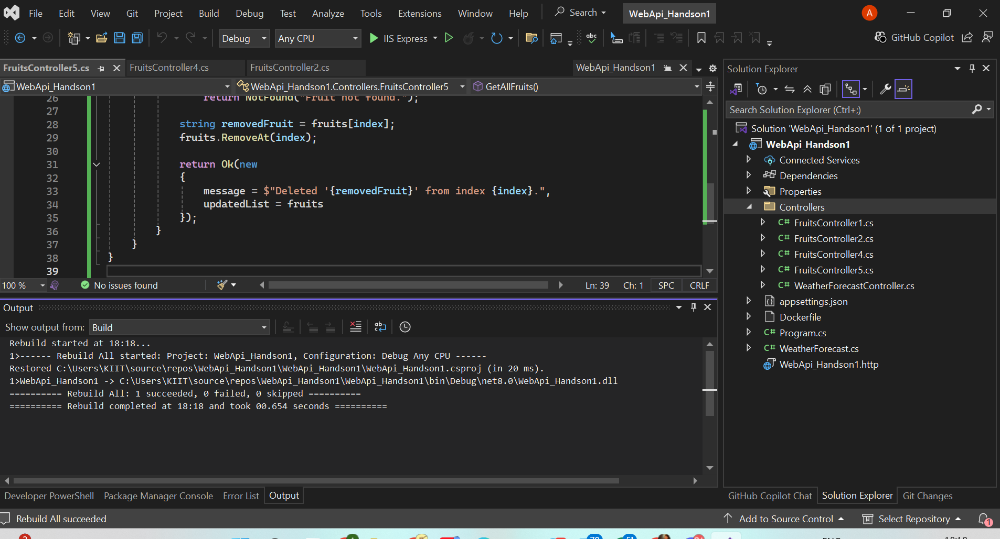 File Edit View Git Project Build Debug Test Analyze Tools Extensions Window Help Search WebApi_Handson1 A
Debug Any CPU IIS Express GitHub Copilot
FruitsController5.cs FruitsController4.cs FruitsController2.cs WebApi_Handson1
WebApi_Handson1 WebApi_Handson1.Controllers.FruitsController5 GetAllFruits()
26 return NotFound("Fruit not found.");
27
28 string removedFruit = fruits[index];
29 fruits.RemoveAt(index);
30
31 return Ok(new
32 {
33 message = $"Deleted '{removedFruit}' from index {index}.",
34 updatedList = fruits
35 });
36 }
37 }
38 }
39
100 % No issues found Ln: 39 Ch: 1 SPC CRLF
Output
Show output from: Build
Rebuild started at 18:18...
1>------ Rebuild All started: Project: WebApi_Handson1, Configuration: Debug Any CPU ------
Restored C:\Users\KIIT\source\repos\WebApi_Handson1\WebApi_Handson1\WebApi_Handson1.csproj (in 20 ms).
1>WebApi_Handson1 -> C:\Users\KIIT\source\repos\WebApi_Handson1\WebApi_Handson1\bin\Debug\net8.0\WebApi_Handson1.dll
========== Rebuild All: 1 succeeded, 0 failed, 0 skipped ==========
========== Rebuild completed at 18:18 and took 00.654 seconds ==========
Developer PowerShell Package Manager Console Error List Output
Solution Explorer
Search Solution Explorer (Ctrl+;)
Solution 'WebApi_Handson1' (1 of 1 project)
WebApi_Handson1
Connected Services
Dependencies
Properties
Controllers
C# FruitsController1.cs
C# FruitsController2.cs
C# FruitsController4.cs
C# FruitsController5.cs
C# WeatherForecastController.cs
appsettings.json
Dockerfile
C# Program.cs
C# WeatherForecast.cs
WebApi_Handson1.http
GitHub Copilot Chat Solution Explorer Git Changes
Rebuild All succeeded Add to Source Control Select Repository 1